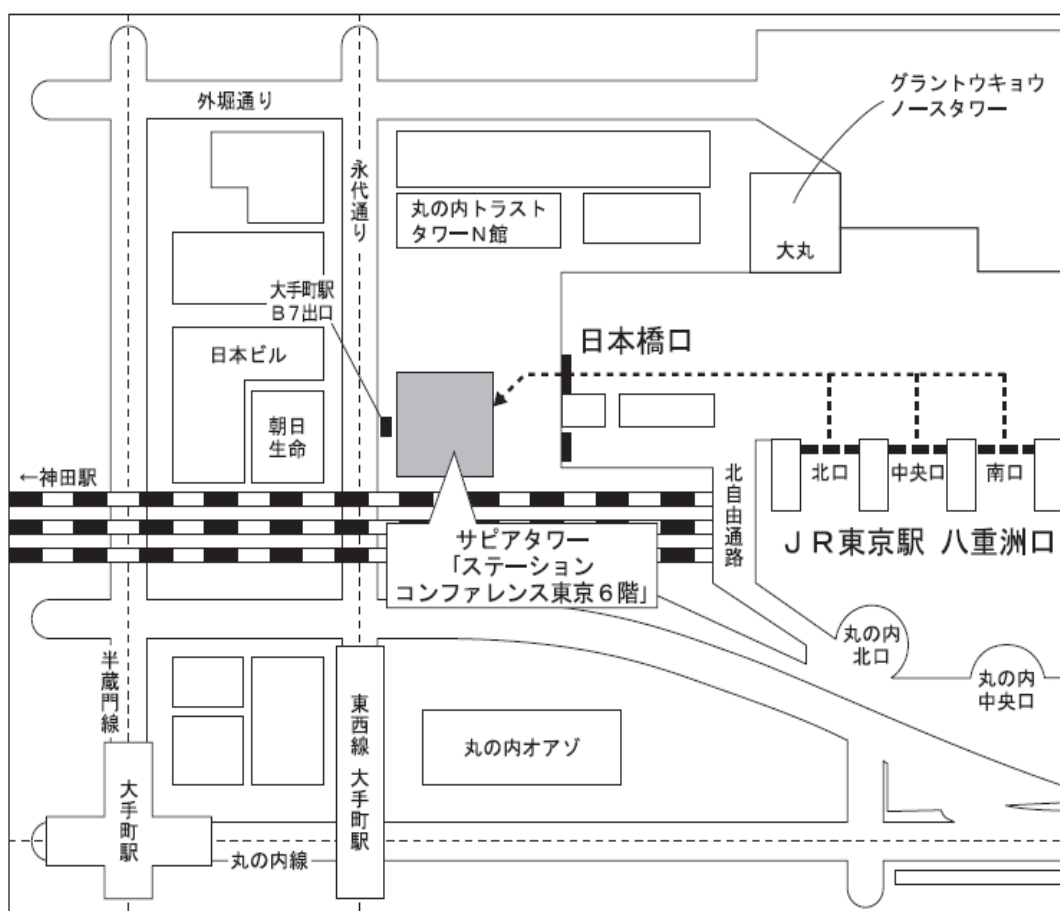 外堀通り
グラントウキョウ
ノースタワー
永代通り
丸の内トラスト
タワーN館
大丸
大手町駅
B7出口
日本橋口
日本ビル
朝日
生命
←神田駅
北口
中央口
南口
北自由通路
JR東京駅 八重洲口
サピアタワー
「ステーション
コンファレンス東京6階」
丸の内
北口
丸の内
中央口
半蔵門線
東西線 大手町駅
丸の内オアゾ
大手町駅
丸の内線